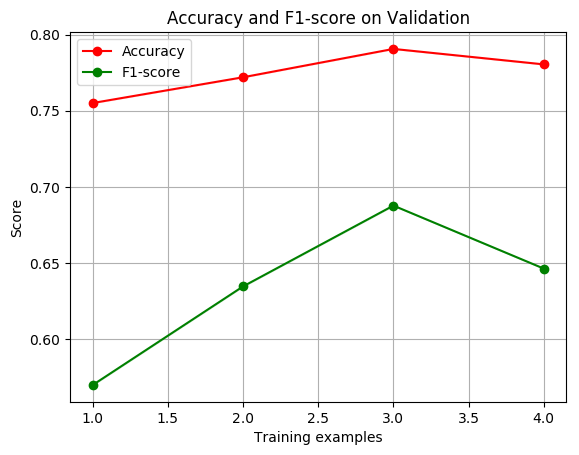 Accuracy and F1-score on Validation
Accuracy
F1-score
0.80
0.75
0.70
0.65
0.60
Score
1.0 1.5 2.0 2.5 3.0 3.5 4.0
Training examples